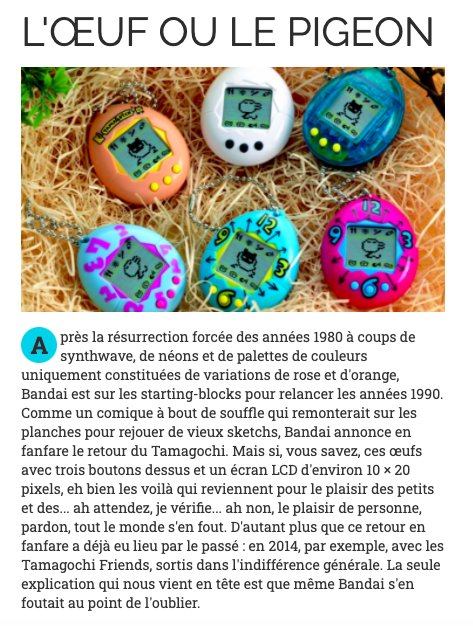 L'ŒUF OU LE PIGEON
Après la résurrection forcée des années 1980 à coups de
synthwave, de néons et de palettes de couleurs
uniquement constituées de variations de rose et d'orange,
Bandai est sur les starting-blocks pour relancer les années 1990.
Comme un comique à bout de souffle qui remonterait sur les
planches pour rejouer de vieux sketchs, Bandai annonce en
fanfare le retour du Tamagochi. Mais si, vous savez, ces œufs
avec trois boutons dessus et un écran LCD d'environ 10 × 20
pixels, eh bien les voilà qui reviennent pour le plaisir des petits
et des... ah attendez, je vérifie... ah non, le plaisir de personne,
pardon, tout le monde s'en fout. D'autant plus que ce retour en
fanfare a déjà eu lieu par le passé : en 2014, par exemple, avec les
Tamagochi Friends, sortis dans l'indifférence générale. La seule
explication qui nous vient en tête est que même Bandai s'en
foutait au point de l'oublier.